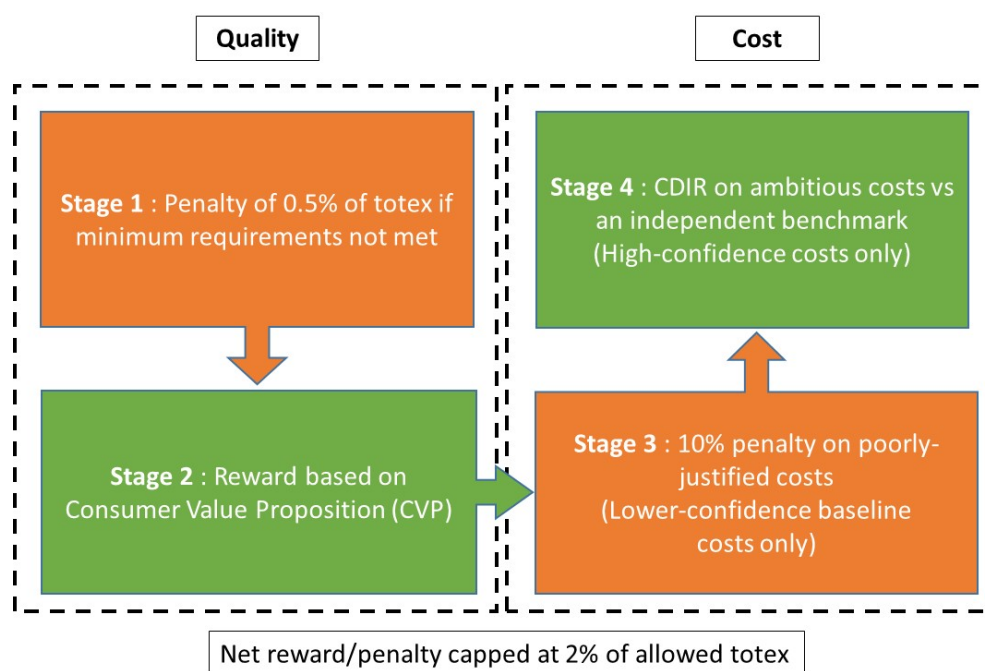 Quality
Cost
Stage 1 : Penalty of 0.5% of totex if
minimum requirements not met
Stage 2 : Reward based on
Consumer Value Proposition (CVP)
Stage 3 : 10% penalty on poorly-
justified costs
(Lower-confidence baseline
costs only)
Stage 4 : CDIR on ambitious costs vs
an independent benchmark
(High-confidence costs only)
Net reward/penalty capped at 2% of allowed totex